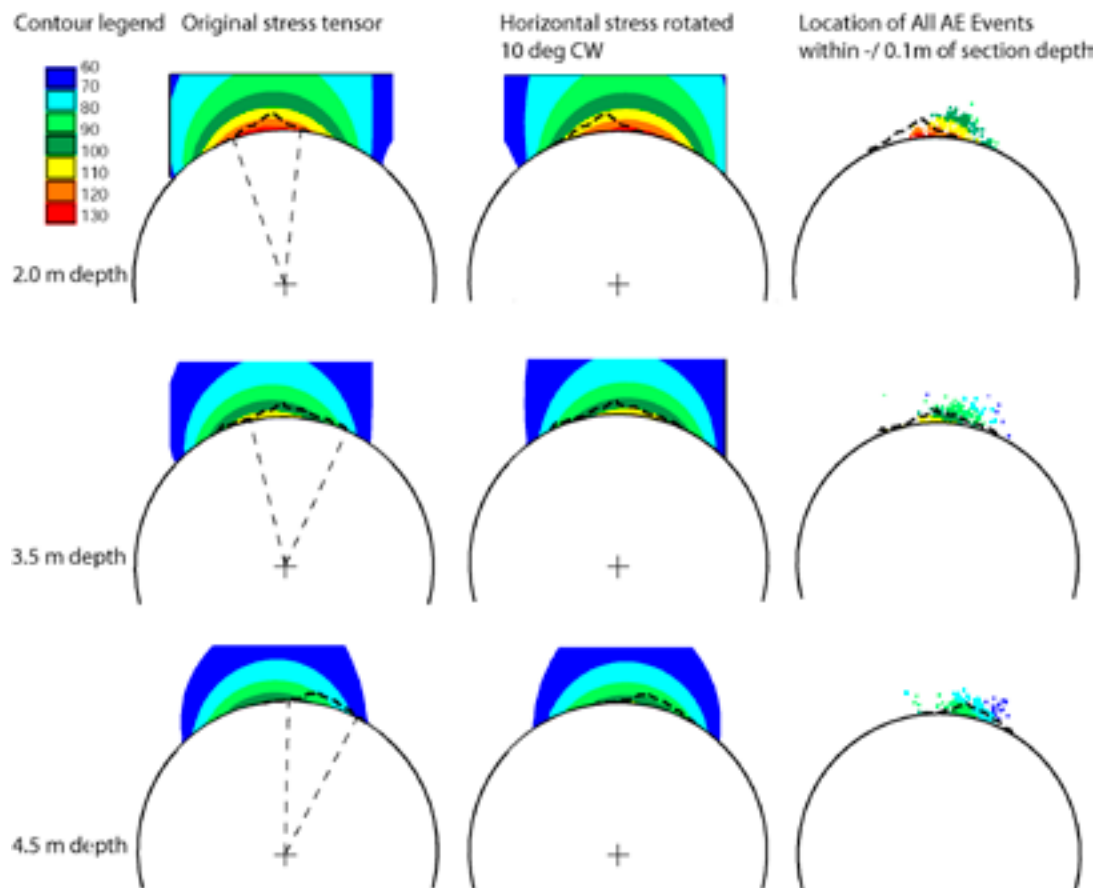 Contour legend
Original stress tensor
Horizontal stress rotated
10 deg CW
Location of All AE Events
within -/ 0.1m of section depth
60
70
80
90
100
110
120
130
2.0 m depth
3.5 m depth
4.5 m depth